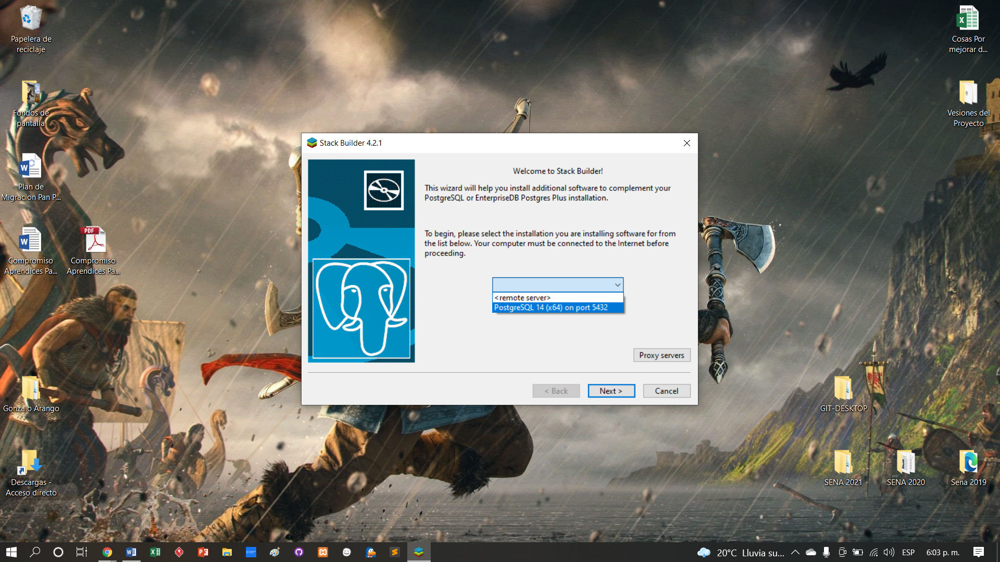 Papelera de
reciclaje
Fondos de
pantalla
Plan de
Migracion Pan P...
Compromiso
Aprendices Pa...
PDF
Compromiso
Aprendices Pa...
Gonzalo Arango
Descargas -
Acceso directo
Stack Builder 4.2.1
Welcome to Stack Builder!
This wizard will help you install additional software to complement your
PostgreSQL or EnterpriseDB Postgres Plus installation.
To begin, please select the installation you are installing software for from
the list below. Your computer must be connected to the Internet before
proceeding.
<remote server>
PostgreSQL 14 (x64) on port 5432
Proxy servers
< Back
Next >
Cancel
Cosas Por
mejorar d...
Vesiones del
Proyecto
GIT-DESKTOP
SENA 2021
SENA 2020
Sena 2019
20°C Lluvia su...
ESP
6:03 p. m.